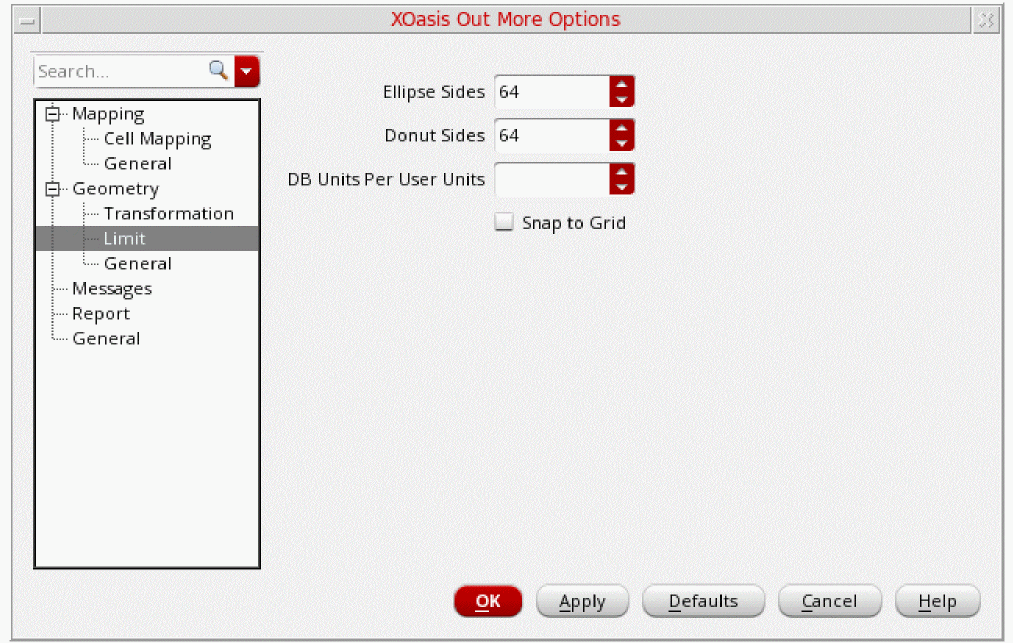 XOasis Out More Options
Search...
Mapping
Cell Mapping
General
Geometry
Transformation
Limit
General
Messages
Report
General
Ellipse Sides 64
Donut Sides 64
DB Units Per User Units
Snap to Grid
OK Apply Defaults Cancel Help